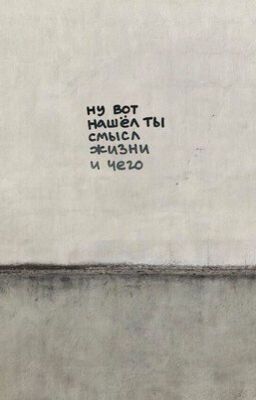 ну вот
нашёл ты
смысл
жизни
и чего